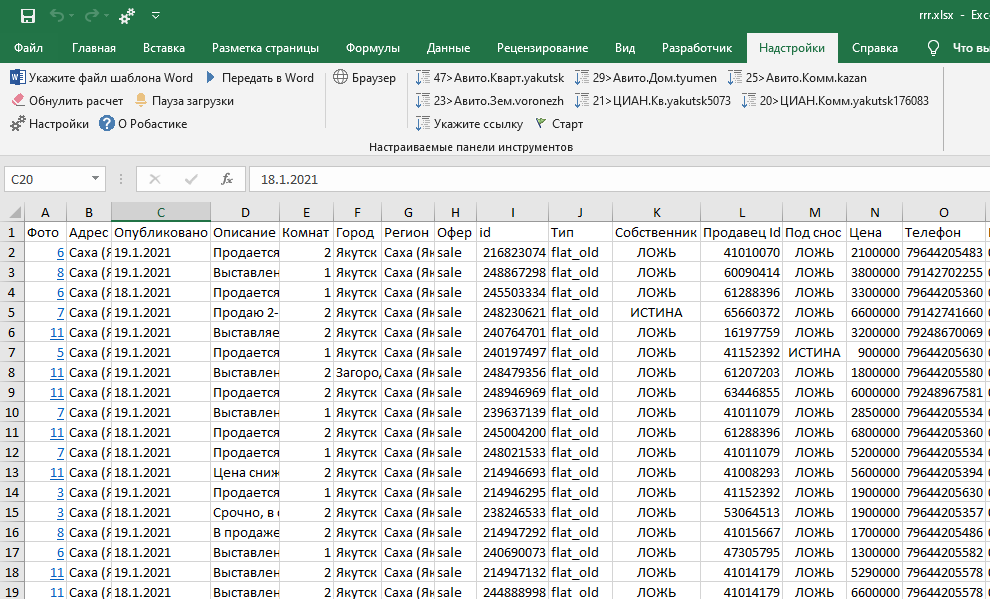 rrr.xlsx - Exce
Файл Главная Вставка Разметка страницы Формулы Данные Рецензирование Вид Разработчик Надстройки Справка Что вы
Укажите файл шаблона Word Передать в Word Браузер 47>Авито.Кварт.yakutsk 29>Авито.Дом.tyumen 25>Авито.Комм.kazan
Обнулить расчет Пауза загрузки 23>Авито.Зем.voronezh 21>ЦИАН.Кв.yakutsk5073 20>ЦИАН.Комм.yakutsk176083
Настройки О Робастике Укажите ссылку Старт
Настраиваемые панели инструментов
C20 fx 18.1.2021
A B C D E F G H I J K L M N O
1 Фото Адрес Опубликовано Описание Комнат Город Регион Офер id Тип Собственник Продавец Id Под снос Цена Телефон
2 6 Саха (Я 19.1.2021 Продается 2 Якутск Саха (Як sale 216823074 flat_old ЛОЖЬ 41010070 ЛОЖЬ 2100000 79644205483
3 8 Саха (Я 19.1.2021 Выставлен 1 Якутск Саха (Як sale 248867298 flat_old ЛОЖЬ 60090414 ЛОЖЬ 3800000 79142702255
4 6 Саха (Я 18.1.2021 Продается 1 Якутск Саха (Як sale 245503334 flat_old ЛОЖЬ 61288396 ЛОЖЬ 3300000 79644205360
5 7 Саха (Я 19.1.2021 Продаю 2- 2 Якутск Саха (Як sale 248230621 flat_old ИСТИНА 65660372 ЛОЖЬ 6600000 79142741660
6 11 Саха (Я 19.1.2021 Выставляе 2 Якутск Саха (Як sale 240764701 flat_old ЛОЖЬ 16197759 ЛОЖЬ 3200000 79248670069
7 5 Саха (Я 19.1.2021 Продается 1 Якутск Саха (Як sale 240197497 flat_old ЛОЖЬ 41152392 ИСТИНА 900000 79644205630
8 11 Саха (Я 19.1.2021 Выставлен 2 Загоро, Саха (Як sale 248479356 flat_old ЛОЖЬ 61207203 ЛОЖЬ 1800000 79644205580
9 11 Саха (Я 18.1.2021 Продается 2 Якутск Саха (Як sale 248946969 flat_old ЛОЖЬ 63446855 ЛОЖЬ 6000000 79248967581
10 7 Саха (Я 19.1.2021 Выставлен 1 Якутск Саха (Як sale 239637139 flat_old ЛОЖЬ 41011079 ЛОЖЬ 2850000 79644205534
11 11 Саха (Я 18.1.2021 Продается 2 Якутск Саха (Як sale 245004200 flat_old ЛОЖЬ 61288396 ЛОЖЬ 6800000 79644205360
12 7 Саха (Я 18.1.2021 Продается 1 Якутск Саха (Як sale 248021533 flat_old ЛОЖЬ 41011079 ЛОЖЬ 5200000 79644205534
13 11 Саха (Я 18.1.2021 Цена сниж 2 Якутск Саха (Як sale 214946693 flat_old ЛОЖЬ 41008293 ЛОЖЬ 5600000 79644205394
14 3 Саха (Я 19.1.2021 Продается 1 Якутск Саха (Як sale 214946295 flat_old ЛОЖЬ 41152392 ЛОЖЬ 1900000 79644205630
15 3 Саха (Я 19.1.2021 Срочно, в 2 Якутск Саха (Як sale 238246533 flat_old ЛОЖЬ 53064513 ЛОЖЬ 1900000 79644205357
16 8 Саха (Я 19.1.2021 В продаже 2 Якутск Саха (Як sale 214947292 flat_old ЛОЖЬ 41015667 ЛОЖЬ 1700000 79644205486
17 6 Саха (Я 18.1.2021 Выставлен 1 Якутск Саха (Як sale 240690073 flat_old ЛОЖЬ 47305795 ЛОЖЬ 1300000 79644205582
18 11 Саха (Я 19.1.2021 Выставлен 2 Якутск Саха (Як sale 214947132 flat_old ЛОЖЬ 41014179 ЛОЖЬ 5290000 79644205578
19 11 Саха (Я 18.1.2021 Выставлен 2 Якутск Саха (Як sale 244888998 flat_old ЛОЖЬ 41014179 ЛОЖЬ 6600000 79644205578